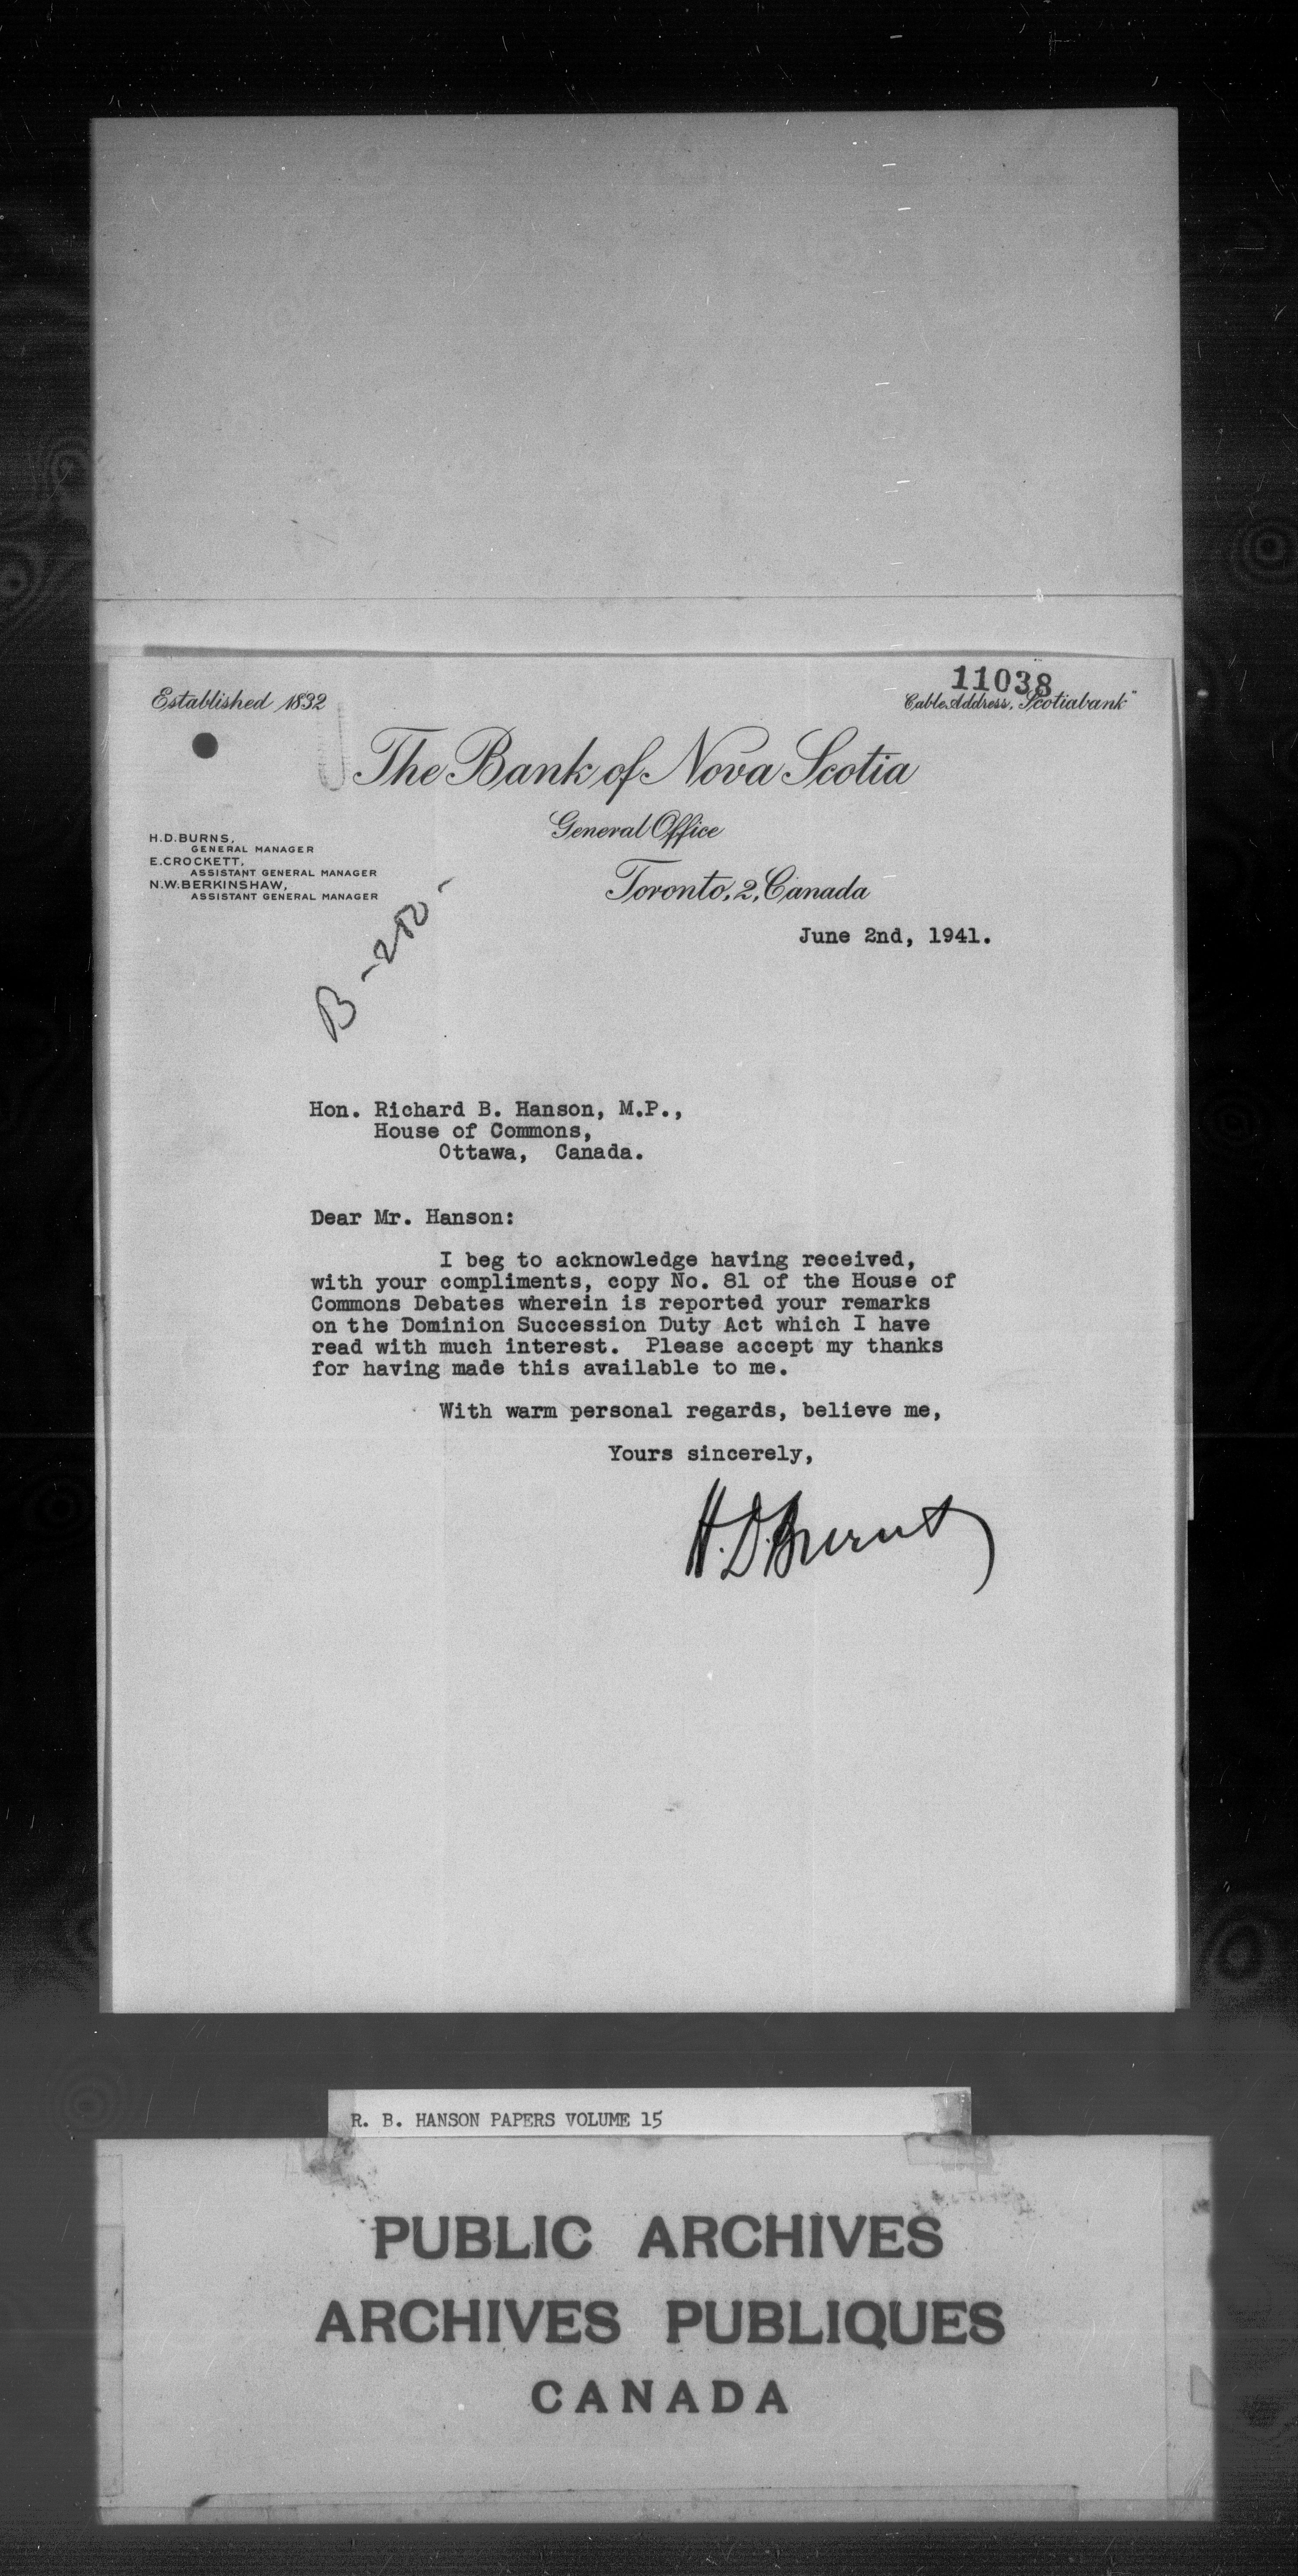 11038
Established 1832
Cable Address, "Scotiabank"
The Bank of Nova Scotia
General Office
Toronto, 2, Canada
H.D.BURNS,
GENERAL MANAGER
E.CROCKETT,
ASSISTANT GENERAL MANAGER
N.W.BERKINSHAW,
ASSISTANT GENERAL MANAGER
B -250-
June 2nd, 1941.
Hon. Richard B. Hanson, M.P.,
House of Commons,
Ottawa, Canada.
Dear Mr. Hanson:
I beg to acknowledge having received,
with your compliments, copy No. 81 of the House of
Commons Debates wherein is reported your remarks
on the Dominion Succession Duty Act which I have
read with much interest. Please accept my thanks
for having made this available to me.
With warm personal regards, believe me,
Yours sincerely,
H.D.Burns
R. B. HANSON PAPERS VOLUME 15
PUBLIC ARCHIVES
ARCHIVES PUBLIQUES
CANADA